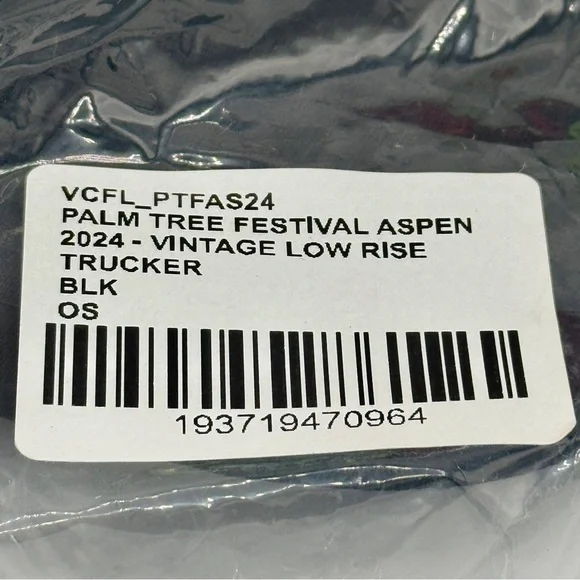 VCFL_PTFAS24
PALM TREE FESTIVAL ASPEN
2024 - VINTAGE LOW RISE
TRUCKER
BLK
OS
193719470964